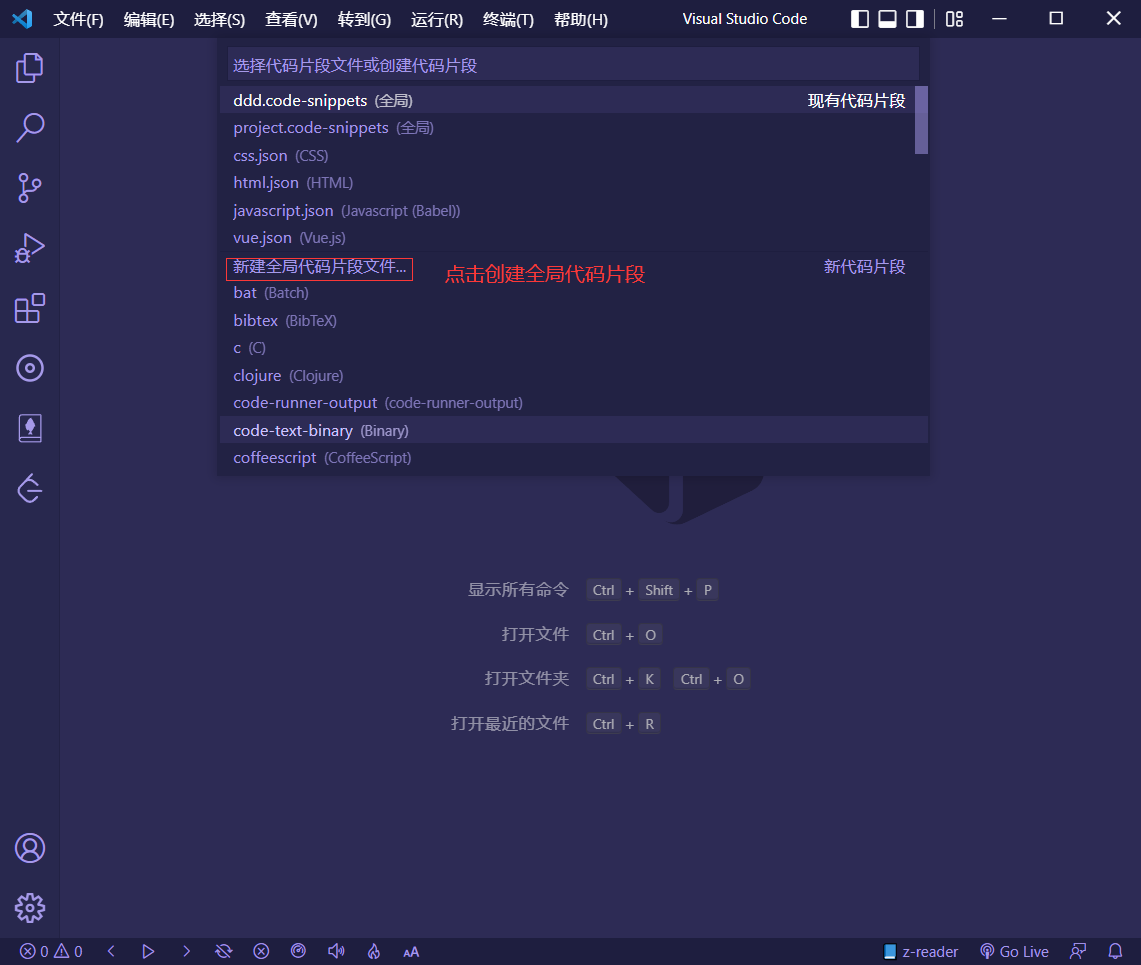 文件(F) 编辑(E) 选择(S) 查看(V) 转到(G) 运行(R) 终端(T) 帮助(H) Visual Studio Code
选择代码片段文件或创建代码片段
ddd.code-snippets (全局) 现有代码片段
project.code-snippets (全局)
css.json (CSS)
html.json (HTML)
javascript.json (Javascript (Babel))
vue.json (Vue.js)
新建全局代码片段文件... 点击创建全局代码片段 新代码片段
bat (Batch)
bibtex (BibTeX)
c (C)
clojure (Clojure)
code-runner-output (code-runner-output)
code-text-binary (Binary)
coffeescript (CoffeeScript)
显示所有命令 Ctrl + Shift + P
打开文件 Ctrl + O
打开文件夹 Ctrl + K Ctrl + O
打开最近的文件 Ctrl + R
0 0 AA z-reader Go Live